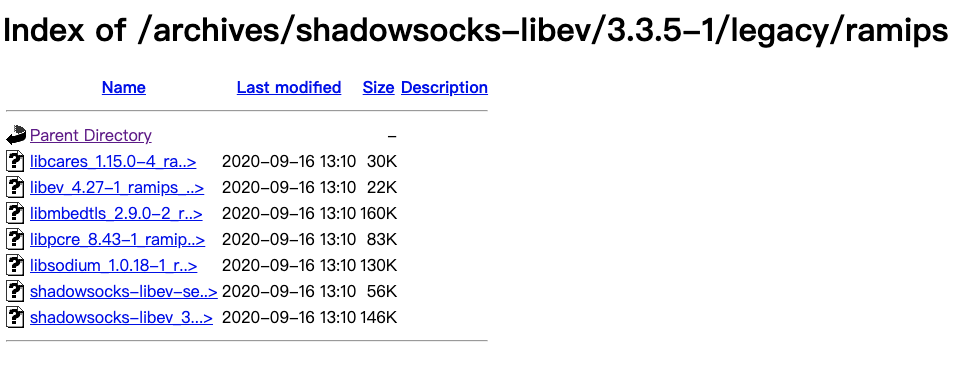 Index of /archives/shadowsocks-libev/3.3.5-1/legacy/ramips
Name Last modified Size Description
Parent Directory -
libcares_1.15.0-4_ra..> 2020-09-16 13:10 30K
libev_4.27-1_ramips_..> 2020-09-16 13:10 22K
libmbedtls_2.9.0-2_r..> 2020-09-16 13:10 160K
libpcre_8.43-1_ramip..> 2020-09-16 13:10 83K
libsodium_1.0.18-1_r..> 2020-09-16 13:10 130K
shadowsocks-libev-se..> 2020-09-16 13:10 56K
shadowsocks-libev_3...> 2020-09-16 13:10 146K